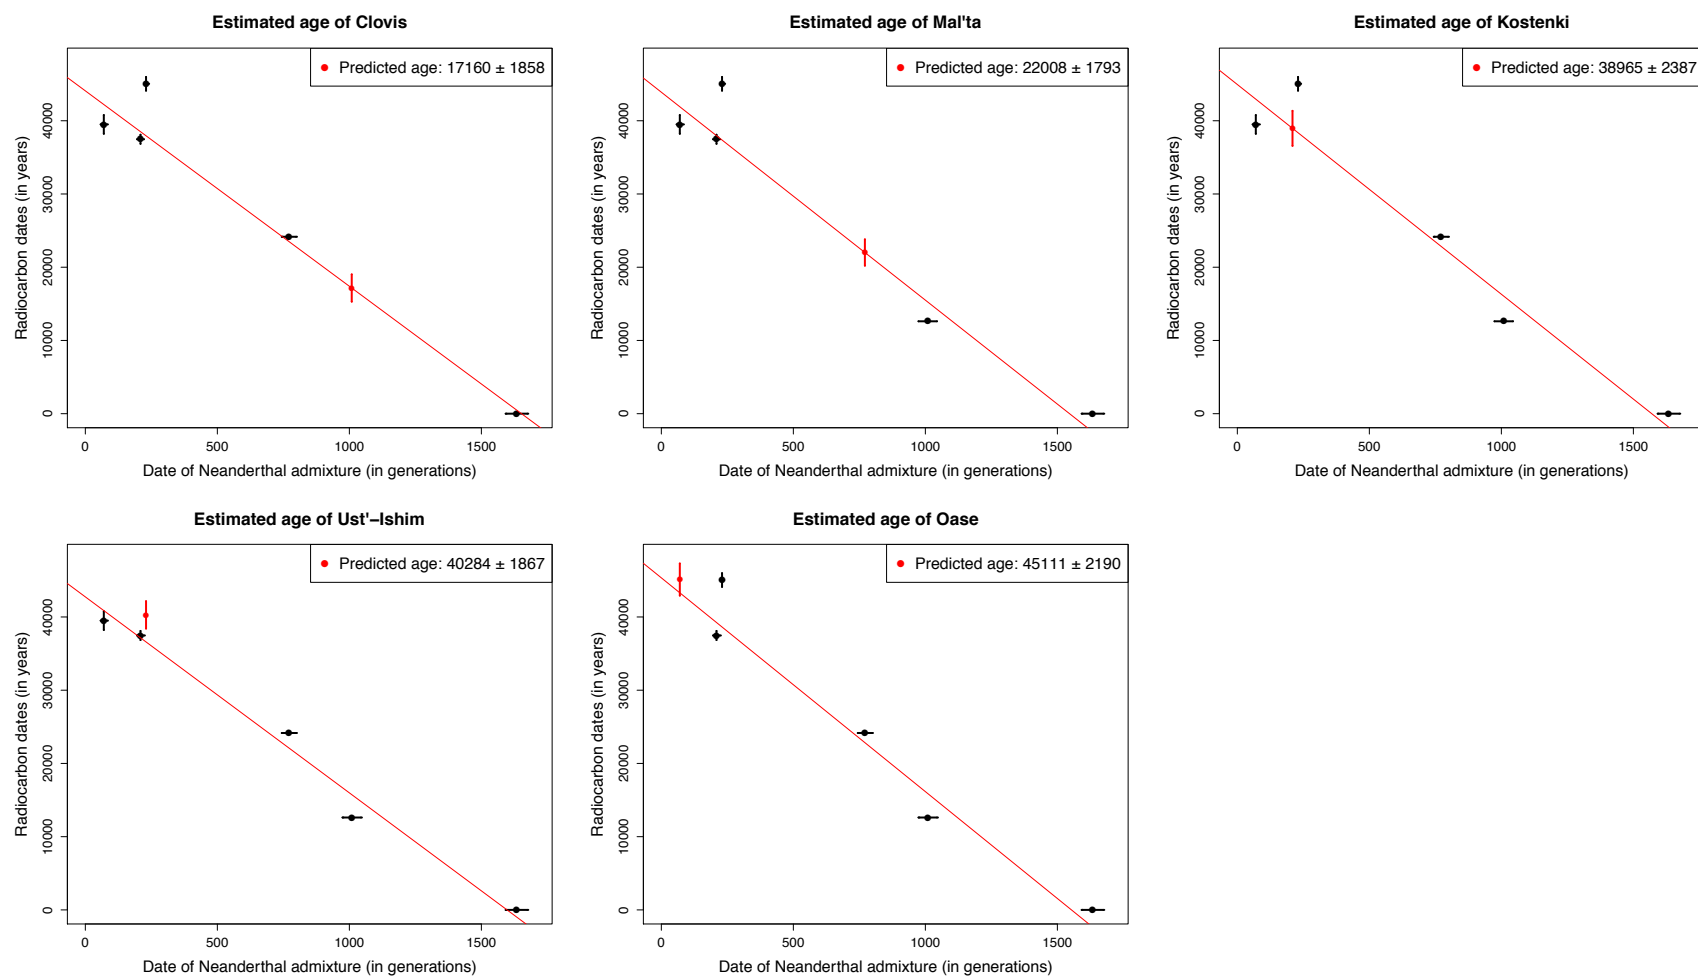 Estimated age of Clovis
Predicted age: 17160 ± 1858
Radiocarbon dates (in years)
40000
30000
20000
10000
0
0 500 1000 1500
Date of Neanderthal admixture (in generations)
Estimated age of Mal'ta
Predicted age: 22008 ± 1793
Radiocarbon dates (in years)
40000
30000
20000
10000
0
0 500 1000 1500
Date of Neanderthal admixture (in generations)
Estimated age of Kostenki
Predicted age: 38965 ± 2387
Radiocarbon dates (in years)
40000
30000
20000
10000
0
0 500 1000 1500
Date of Neanderthal admixture (in generations)
Estimated age of Ust'−Ishim
Predicted age: 40284 ± 1867
Radiocarbon dates (in years)
40000
30000
20000
10000
0
0 500 1000 1500
Date of Neanderthal admixture (in generations)
Estimated age of Oase
Predicted age: 45111 ± 2190
Radiocarbon dates (in years)
40000
30000
20000
10000
0
0 500 1000 1500
Date of Neanderthal admixture (in generations)